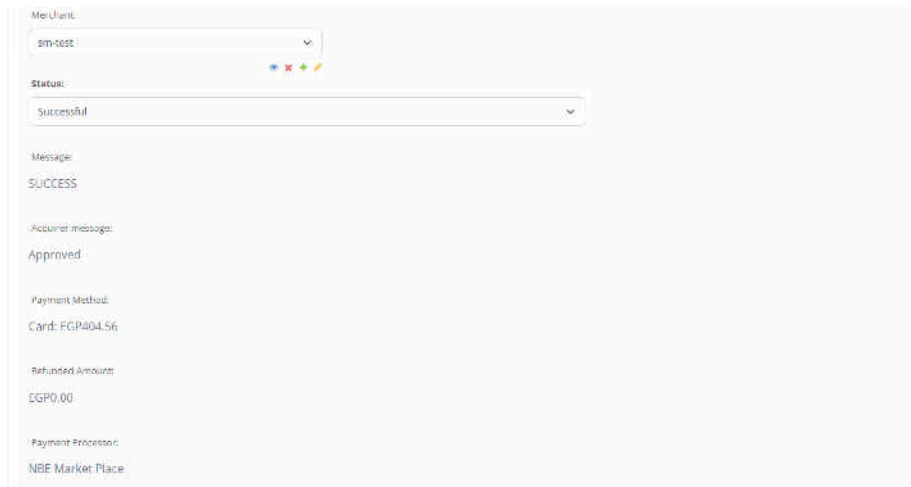 Merchant:
sm-test
Status:
Successful
Message:
SUCCESS
Acquirer message:
Approved
Payment Method:
Card: EGP404.56
Refunded Amount:
EGP0.00
Payment Processor:
NBE Market Place